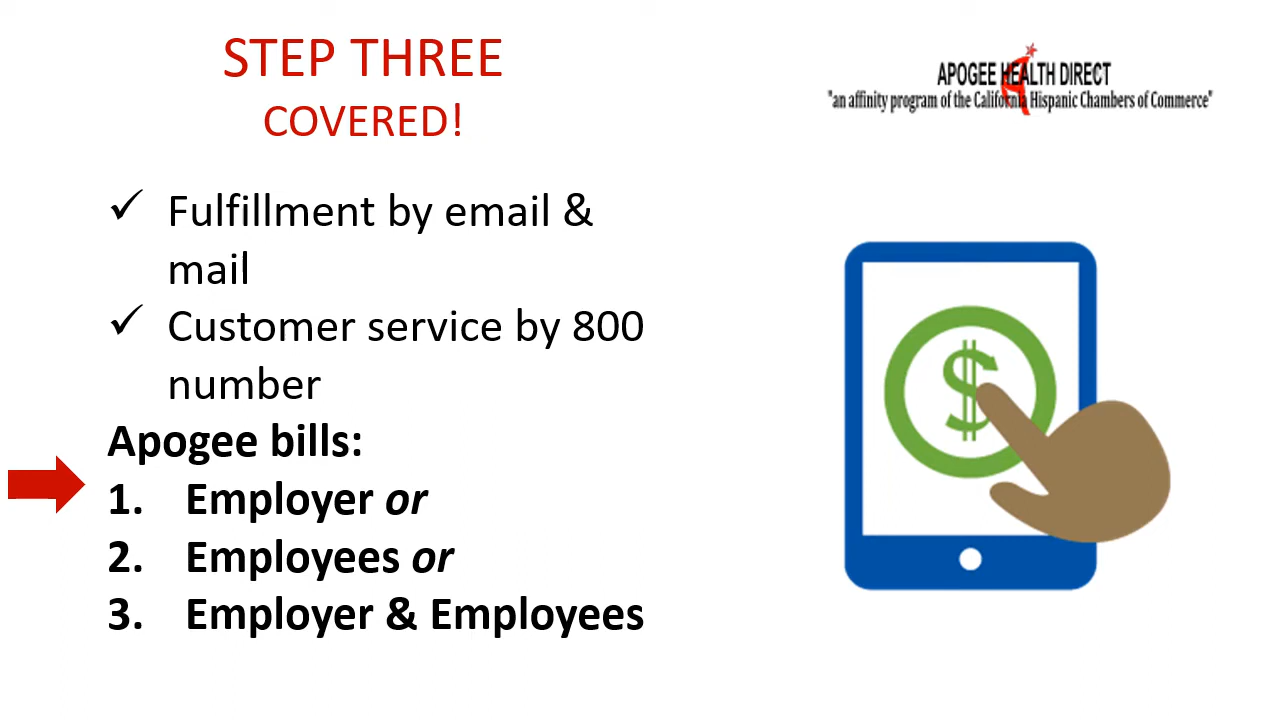 STEP THREE
COVERED!
APOGEE HEALTH DIRECT
"an affinity program of the California Hispanic Chambers of Commerce"
✓ Fulfillment by email &
mail
✓ Customer service by 800
number
Apogee bills:
1. Employer or
2. Employees or
3. Employer & Employees
$